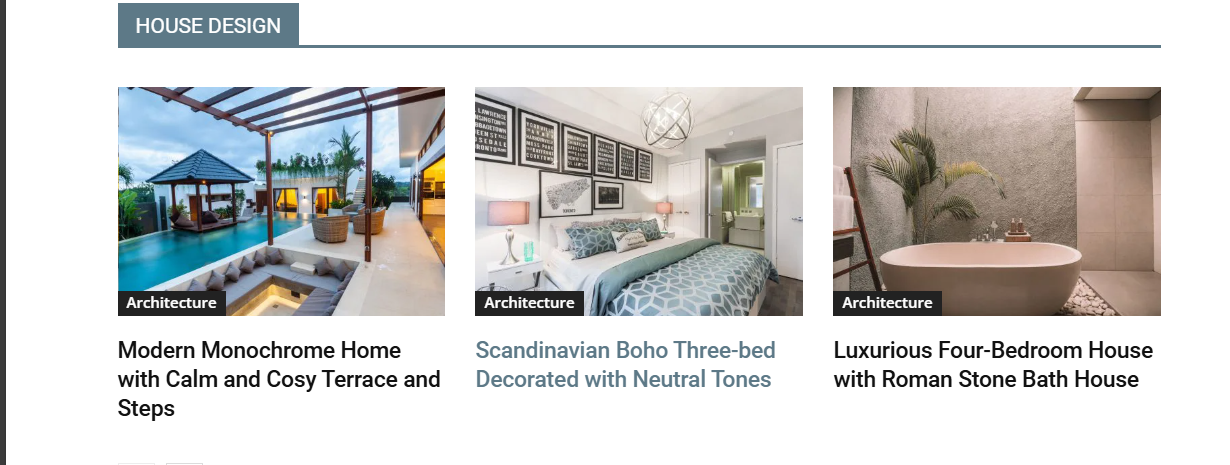 HOUSE DESIGN
Architecture
Architecture
Architecture
Modern Monochrome Home
with Calm and Cosy Terrace and
Steps
Scandinavian Boho Three-bed
Decorated with Neutral Tones
Luxurious Four-Bedroom House
with Roman Stone Bath House